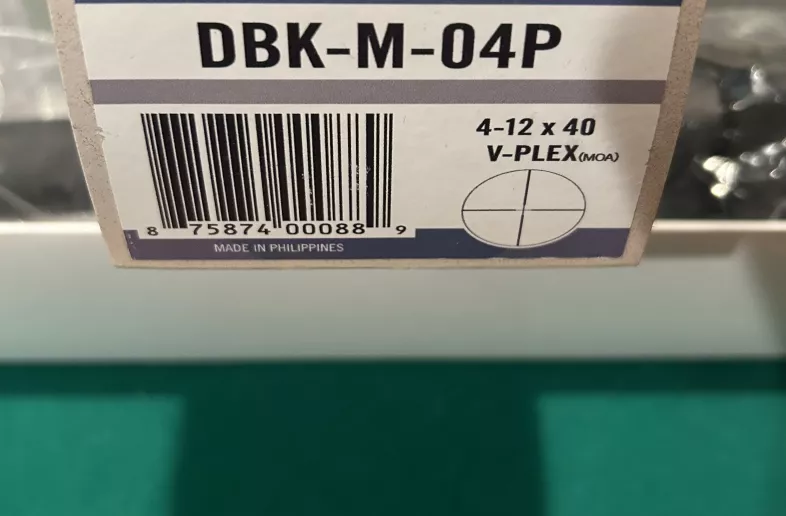 DBK-M-04P
4-12 x 40
V-PLEX(MOA)
8 75874 00088 9
MADE IN PHILIPPINES